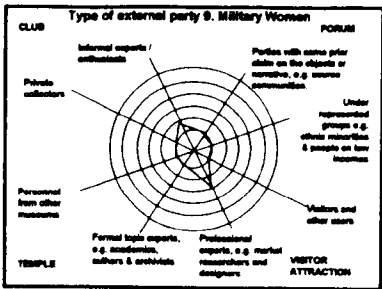 Type of external party 9. Military Women
CLUB
FORUM
Informal experts /
enthusiasts
Parties with some prior
claim on the objects or
narrative, e.g. source
communities.
Private
collectors
Under
represented
groups e.g.
ethnic minorities
& people on low
incomes
Personnel
from other
museums
Visitors and
other users
Formal topic experts,
e.g. academics,
authors & archivists
Professional
experts, e.g. market
researchers and
designers
TEMPLE
VISITOR
ATTRACTION